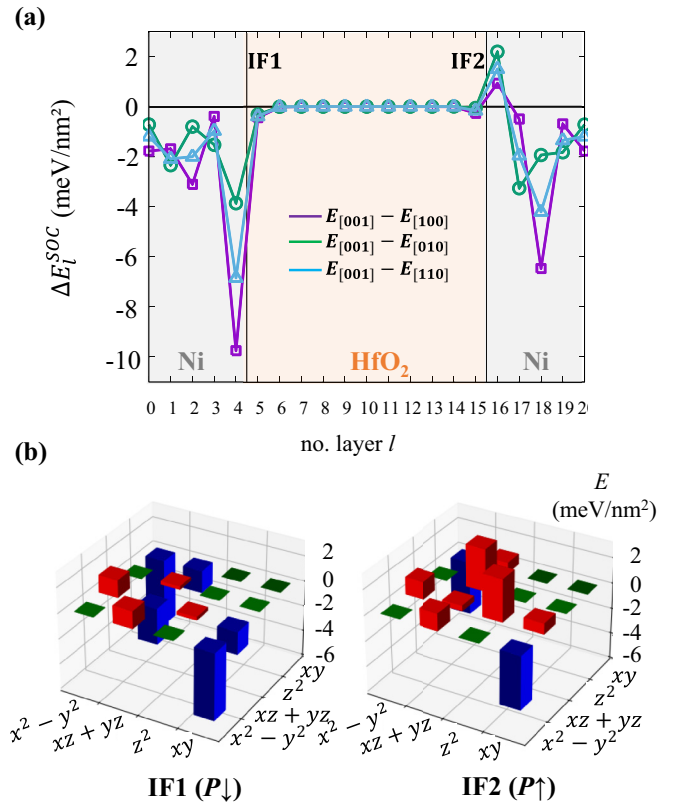 (a)
2
0
-2
-4
-6
-8
-10
ΔE_l^{SOC} (meV/nm²)
IF1
IF2
E[001] − E[100]
E[001] − E[010]
E[001] − E[110]
Ni
HfO₂
Ni
0 1 2 3 4 5 6 7 8 9 10 11 12 13 14 15 16 17 18 19 20
no. layer l
(b)
E
(meV/nm²)
2
0
-2
-4
-6
x² − y²
xz + yz
z²
xy
x² − y²
xz + yz
z²
xy
IF1 (P↓)
2
0
-2
-4
-6
x² − y²
xz + yz
z²
xy
x² − y²
xz + yz
z²
xy
IF2 (P↑)